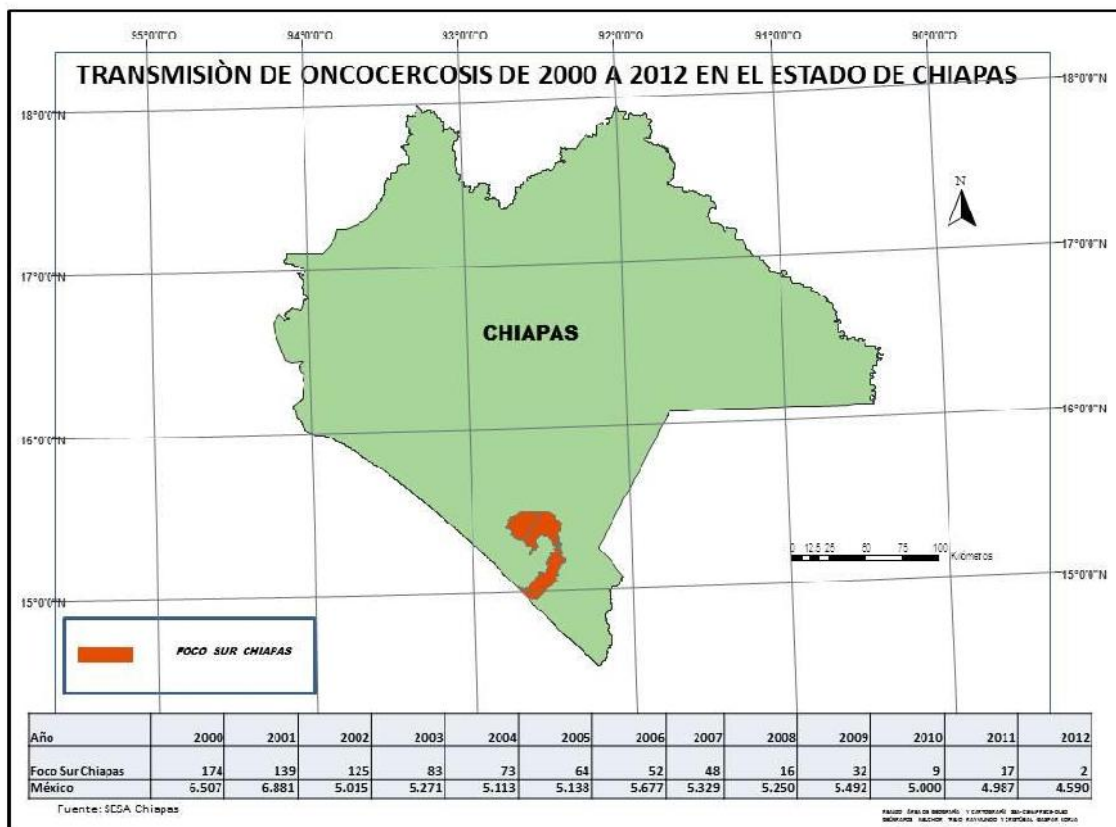 95°0'0"O 94°0'0"O 93°0'0"O 92°0'0"O 91°0'0"O 90°0'0"O
TRANSMISIÒN DE ONCOCERCOSIS DE 2000 A 2012 EN EL ESTADO DE CHIAPAS
18°0'0"N 18°0'0"N
N
17°0'0"N 17°0'0"N
CHIAPAS
16°0'0"N 16°0'0"N
0 12.5 25 50 75 100
Kilómetros
15°0'0"N 15°0'0"N
FOCO SUR CHIAPAS
Año 2000 2001 2002 2003 2004 2005 2006 2007 2008 2009 2010 2011 2012
Foco Sur Chiapas 174 139 125 83 73 64 52 48 16 32 9 17 2
México 6.507 6.881 5.015 5.271 5.113 5.138 5.677 5.329 5.250 5.492 5.000 4.987 4.590
Fuente: SESA Chiapas